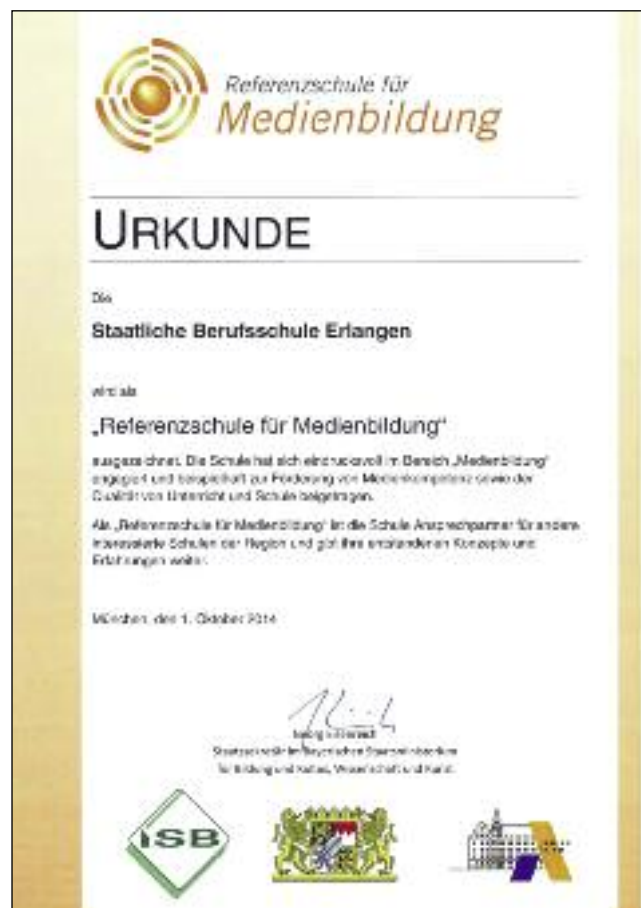 Referenzschule für
Medienbildung
URKUNDE
Die
Staatliche Berufsschule Erlangen
wird als
„Referenzschule für Medienbildung“
ausgezeichnet. Die Schule hat sich eindrucksvoll im Bereich „Medienbildung“
engagiert und beispielhaft zur Förderung von Medienkompetenz sowie der
Qualität von Unterricht und Schule beigetragen.
Als „Referenzschule für Medienbildung“ ist die Schule Ansprechpartner für andere
interessierte Schulen der Region und gibt ihre entstandenen Konzepte und
Erfahrungen weiter.
München, den 1. Oktober 2014
Georg
Staatssekretär im Bayerischen Staatsministerium
für Bildung und Kultus, Wissenschaft und Kunst
ISB